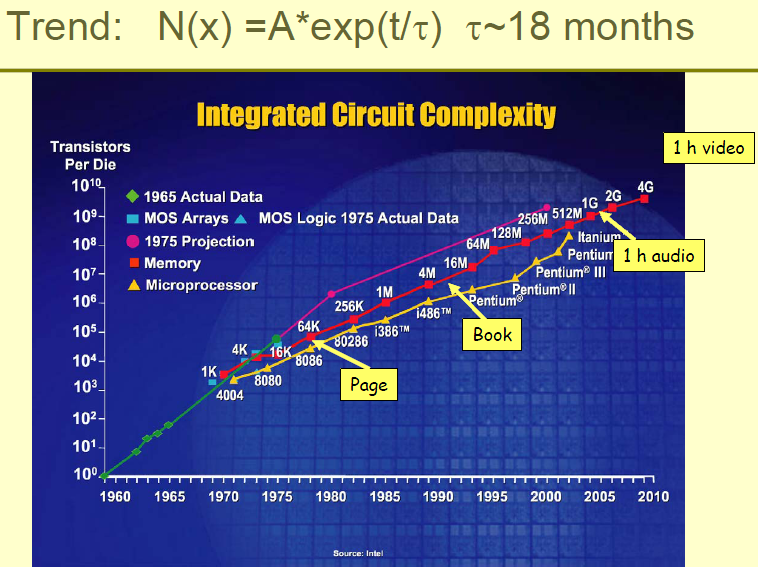 Trend: N(x) =A*exp(t/τ) τ~18 months
Integrated Circuit Complexity
Transistors
Per Die
1 h video
10¹⁰
10⁹
10⁸
10⁷
10⁶
10⁵
10⁴
10³
10²
10¹
10⁰
1965 Actual Data
MOS Arrays MOS Logic 1975 Actual Data
1975 Projection
Memory
Microprocessor
1K
4K
16K
64K
256K
1M
4M
16M
64M
128M
256M
512M
1G
2G
4G
4004
8080
8086
80286
i386™
i486™
Pentium®
Pentium® II
Pentium® III
Pentium
Itanium
1 h audio
Book
Page
1960 1965 1970 1975 1980 1985 1990 1995 2000 2005 2010
Source: Intel